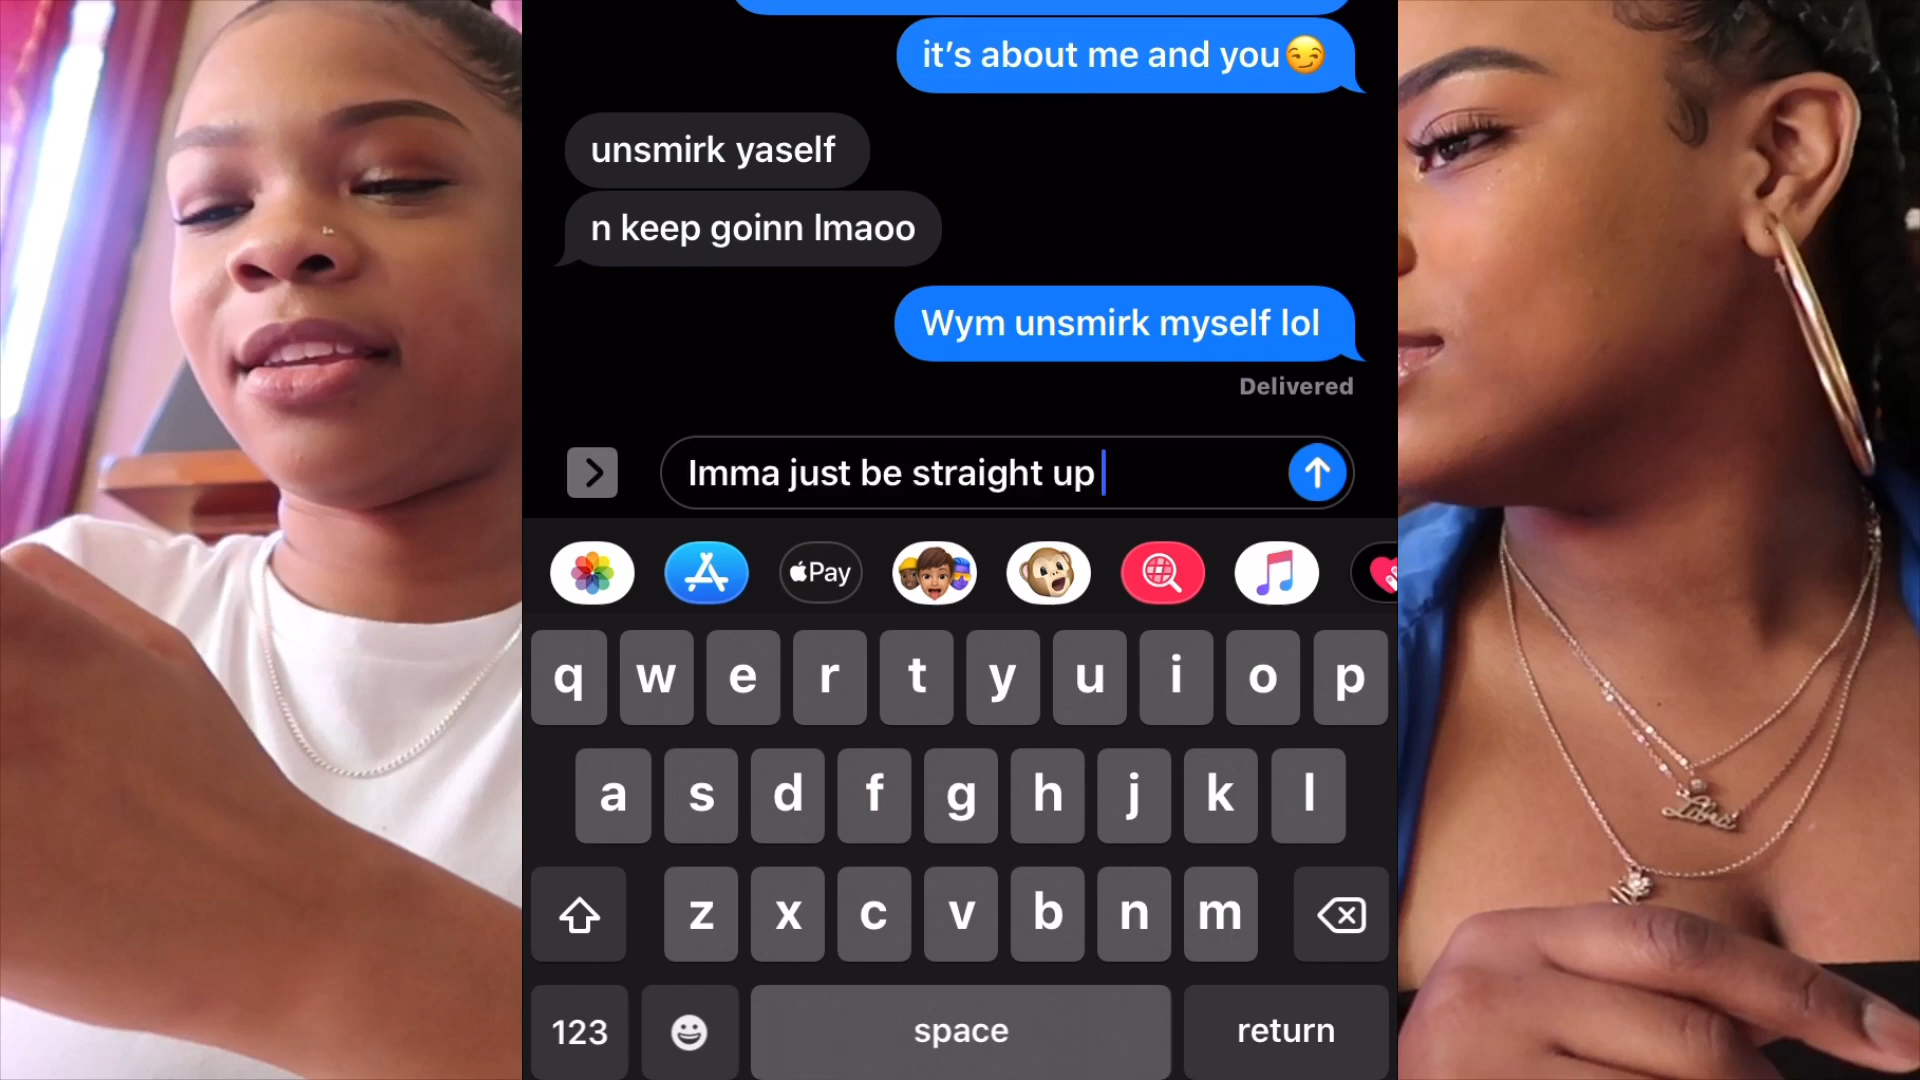 it's about me and you😏
unsmirk yaself
n keep goinn lmaoo
Wym unsmirk myself lol
Delivered
Imma just be straight up
Pay
q w e r t y u i o p
a s d f g h j k l
z x c v b n m
123 space return
Libra